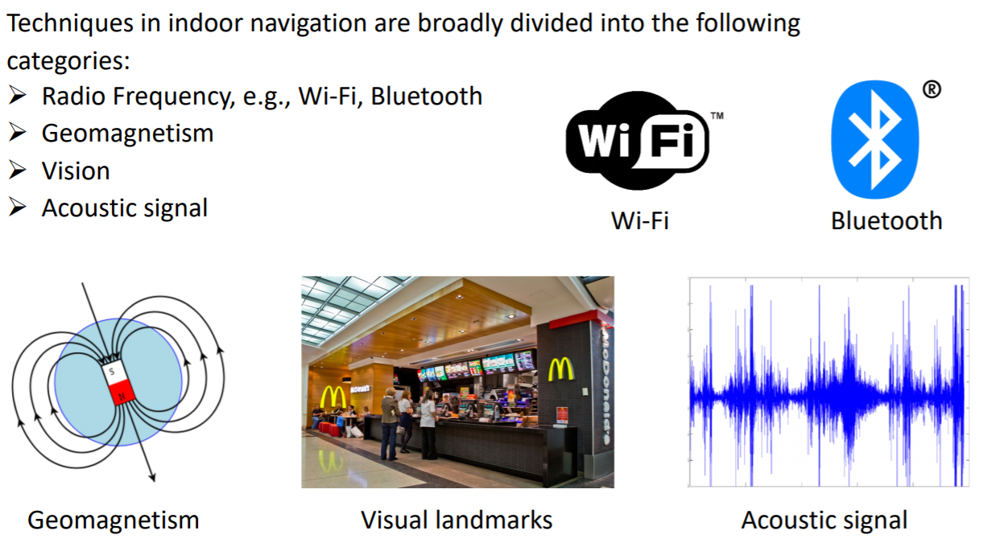 Techniques in indoor navigation are broadly divided into the following
categories:
➢ Radio Frequency, e.g., Wi-Fi, Bluetooth
➢ Geomagnetism
➢ Vision
➢ Acoustic signal
Wi Fi TM
®
Wi-Fi
Bluetooth
S
N
McDonald's
Geomagnetism
Visual landmarks
Acoustic signal